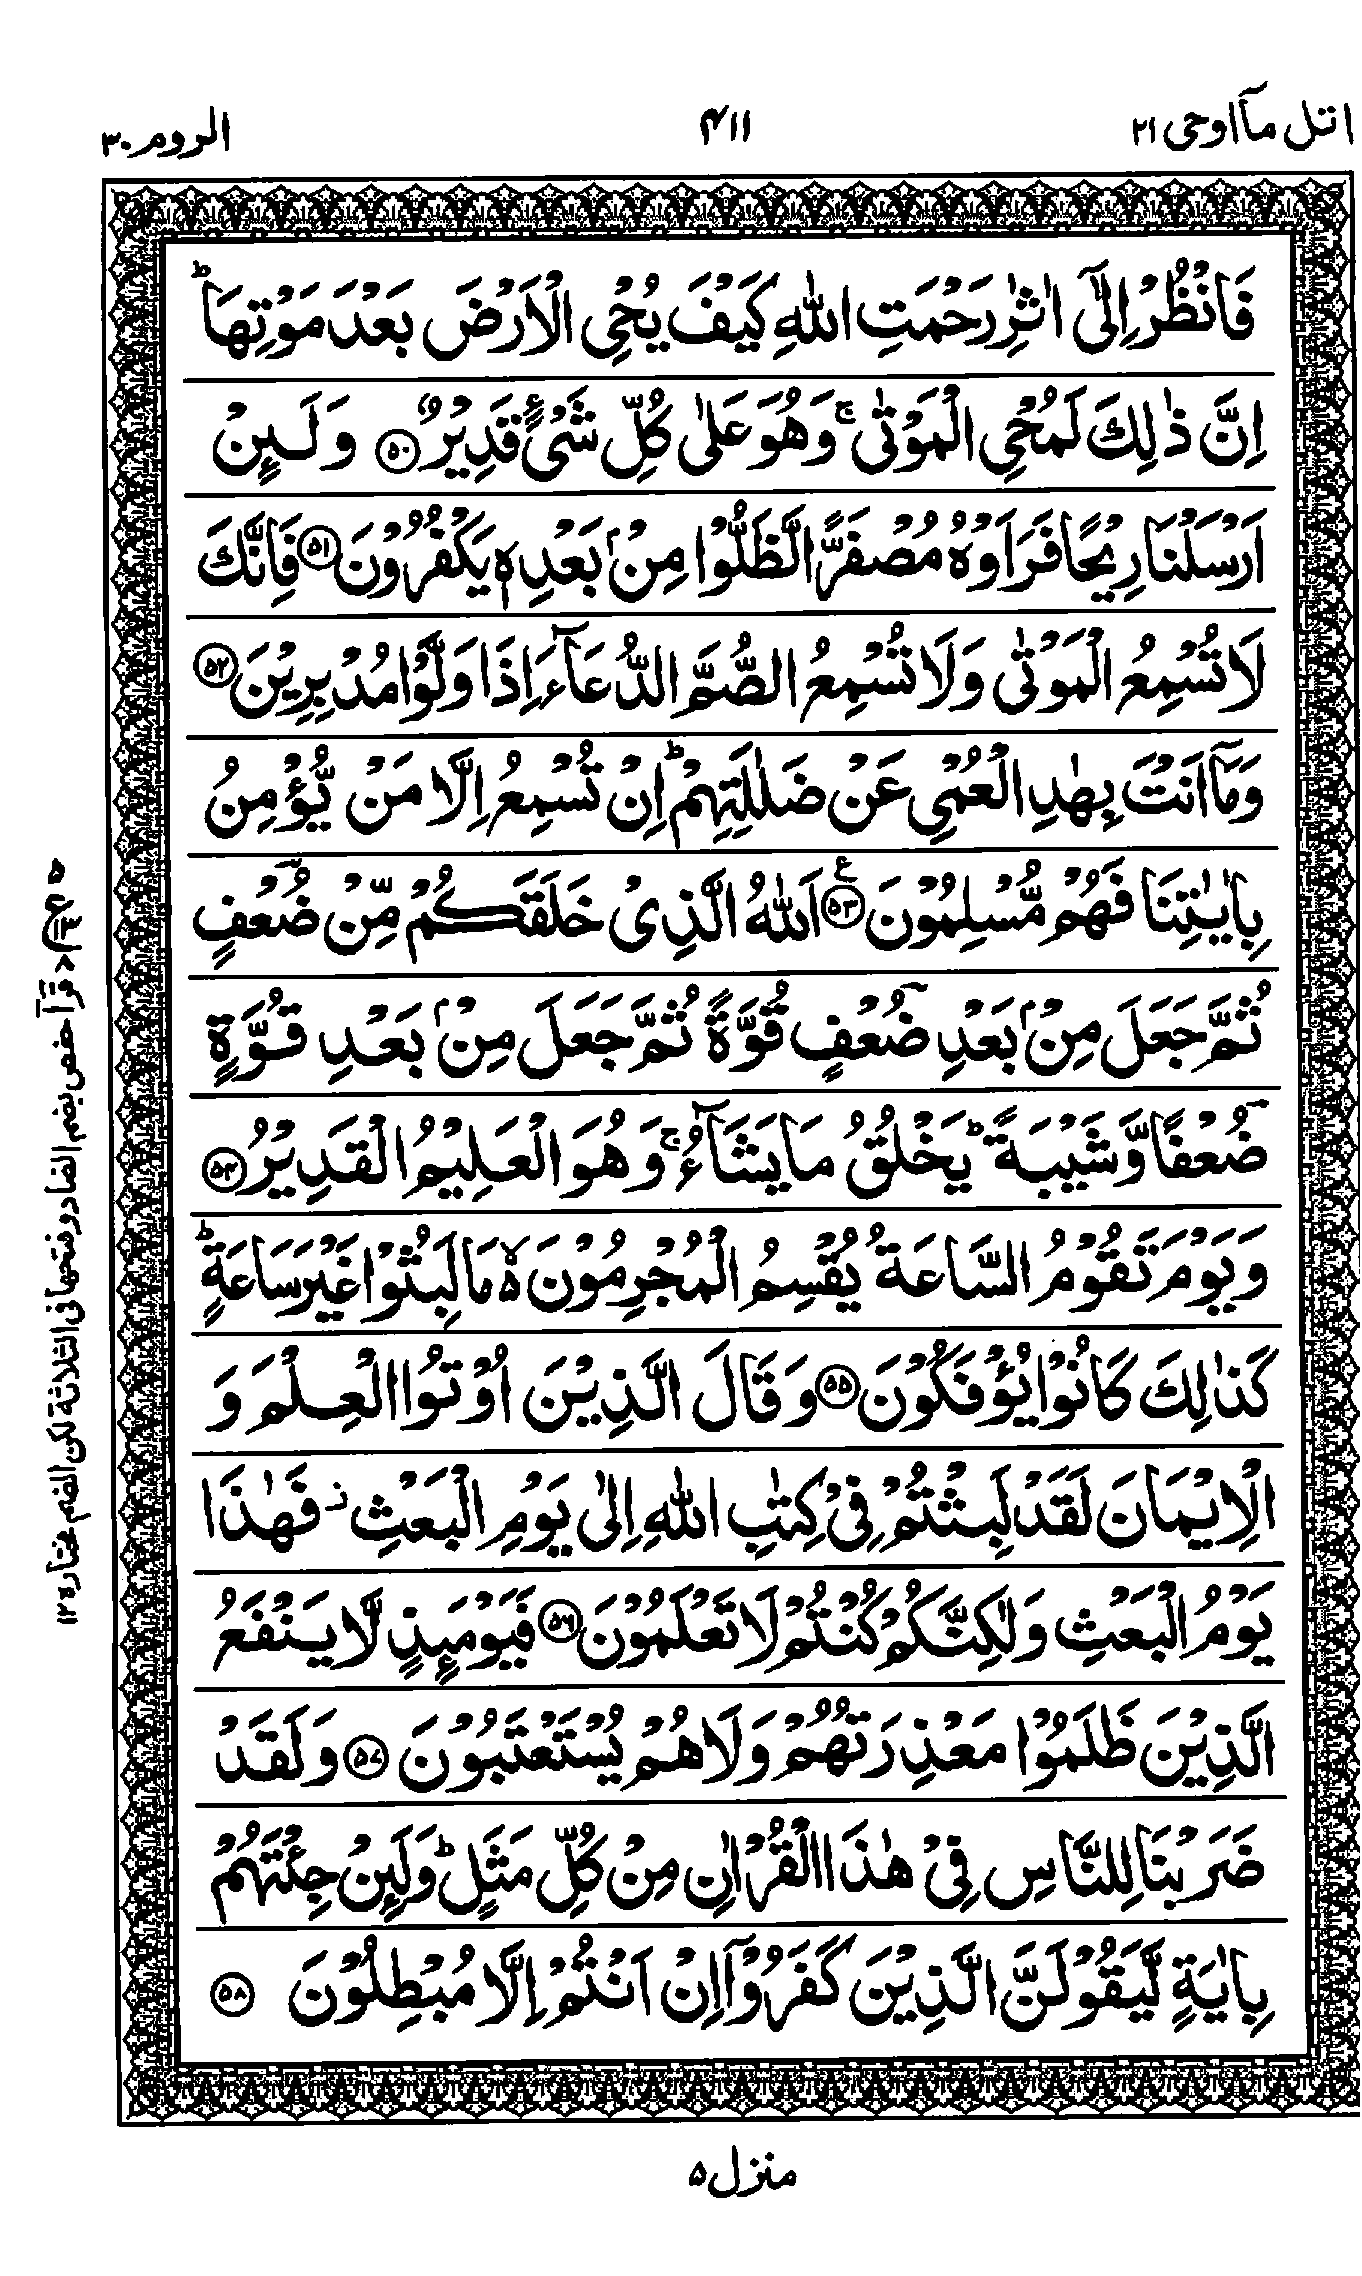 اتل مآ اوحی ۲۱
۴۱۱
الروم ۳۰
فَانْظُرْ اِلٰۤی اٰثٰرِ رَحْمَتِ اللّٰهِ كَیْفَ یُحْیِ الْاَرْضَ بَعْدَ مَوْتِهَا ؕ
اِنَّ ذٰلِكَ لَمُحْیِ الْمَوْتٰی ۚ وَهُوَ عَلٰی كُلِّ شَیْءٍ قَدِیْرٌ ﴿۵۰﴾ وَلَىِٕنْ
اَرْسَلْنَا رِیْحًا فَرَاَوْهُ مُصْفَرًّا لَّظَلُّوْا مِنْۢ بَعْدِهٖ یَكْفُرُوْنَ ﴿۵۱﴾ فَاِنَّكَ
لَا تُسْمِعُ الْمَوْتٰی وَلَا تُسْمِعُ الصُّمَّ الدُّعَآءَ اِذَا وَلَّوْا مُدْبِرِیْنَ ﴿۵۲﴾
وَمَاۤ اَنْتَ بِهٰدِ الْعُمْیِ عَنْ ضَلٰلَتِهِمْ ؕ اِنْ تُسْمِعُ اِلَّا مَنْ یُّؤْمِنُ
بِاٰیٰتِنَا فَهُمْ مُّسْلِمُوْنَ ﴿۵۳﴾ ع اَللّٰهُ الَّذِیْ خَلَقَكُمْ مِّنْ ضُؔعْفٍ
ثُمَّ جَعَلَ مِنْۢ بَعْدِ ضُؔعْفٍ قُوَّةً ثُمَّ جَعَلَ مِنْۢ بَعْدِ قُوَّةٍ
ضُؔعْفًا وَّشَیْبَةً ؕ یَخْلُقُ مَا یَشَآءُ ۚ وَهُوَ الْعَلِیْمُ الْقَدِیْرُ ﴿۵۴﴾
وَیَوْمَ تَقُوْمُ السَّاعَةُ یُقْسِمُ الْمُجْرِمُوْنَ ۙ۬ مَا لَبِثُوْا غَیْرَ سَاعَةٍ ؕ
كَذٰلِكَ كَانُوْا یُؤْفَكُوْنَ ﴿۵۵﴾ وَقَالَ الَّذِیْنَ اُوْتُوا الْعِلْمَ وَ
الْاِیْمَانَ لَقَدْ لَبِثْتُمْ فِیْ كِتٰبِ اللّٰهِ اِلٰی یَوْمِ الْبَعْثِ ؗ فَهٰذَا
یَوْمُ الْبَعْثِ وَلٰكِنَّكُمْ كُنْتُمْ لَا تَعْلَمُوْنَ ﴿۵۶﴾ فَیَوْمَىِٕذٍ لَّا یَنْفَعُ
الَّذِیْنَ ظَلَمُوْا مَعْذِرَتُهُمْ وَلَا هُمْ یُسْتَعْتَبُوْنَ ﴿۵۷﴾ وَلَقَدْ
ضَرَبْنَا لِلنَّاسِ فِیْ هٰذَا الْقُرْاٰنِ مِنْ كُلِّ مَثَلٍ ؕ وَلَىِٕنْ جِئْتَهُمْ
بِاٰیَةٍ لَّیَقُوْلَنَّ الَّذِیْنَ كَفَرُوْۤا اِنْ اَنْتُمْ اِلَّا مُبْطِلُوْنَ ﴿۵۸﴾
قرأ حفص بضم الضاد وفتحها فی الثلاثة لكن الضم مختاره ۱۲
منزل ۵